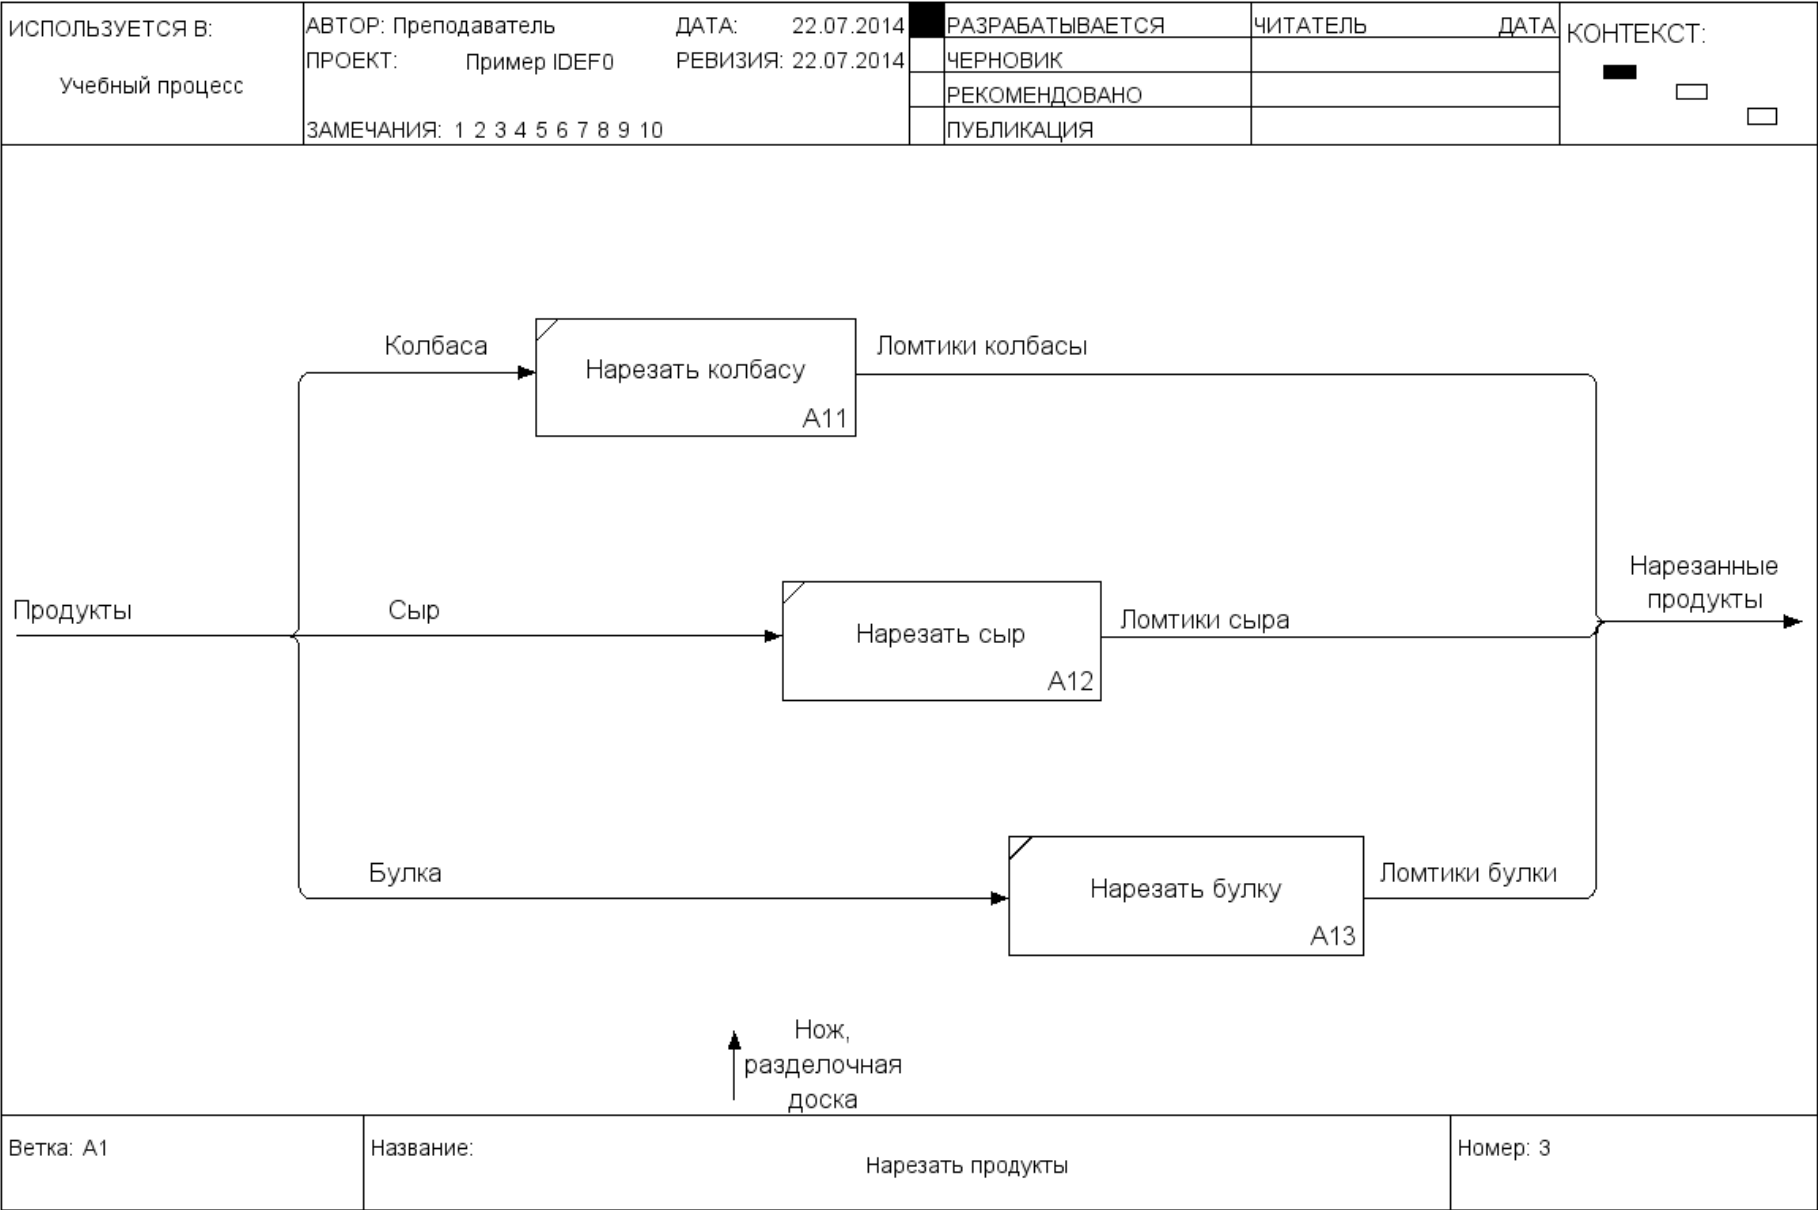 ИСПОЛЬЗУЕТСЯ В:
Учебный процесс
АВТОР: Преподаватель
ДАТА: 22.07.2014
ПРОЕКТ: Пример IDEF0
РЕВИЗИЯ: 22.07.2014
ЗАМЕЧАНИЯ: 1 2 3 4 5 6 7 8 9 10
РАЗРАБАТЫВАЕТСЯ
ЧЕРНОВИК
РЕКОМЕНДОВАНО
ПУБЛИКАЦИЯ
ЧИТАТЕЛЬ ДАТА
КОНТЕКСТ:
Колбаса
Нарезать колбасу
A11
Ломтики колбасы
Продукты
Сыр
Нарезать сыр
A12
Ломтики сыра
Нарезанные
продукты
Булка
Нарезать булку
A13
Ломтики булки
Нож,
разделочная
доска
Ветка: A1
Название:
Нарезать продукты
Номер: 3